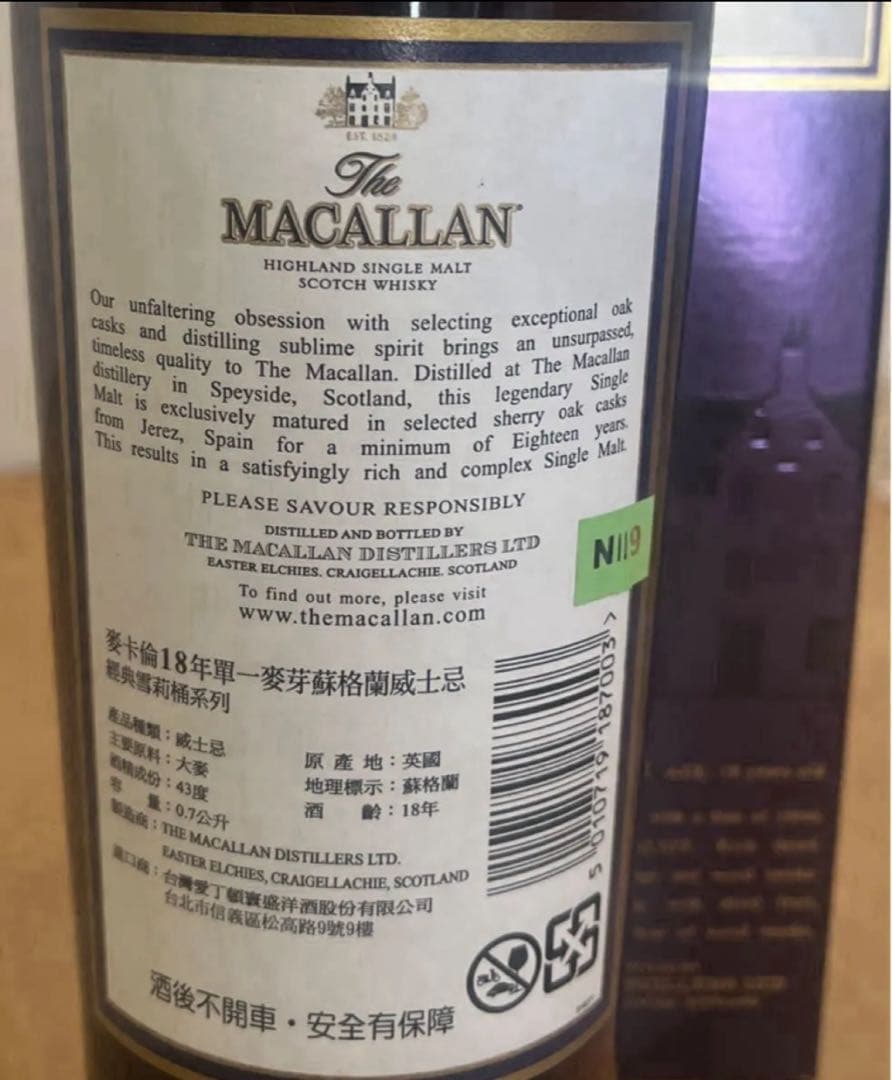 EST. 1824
The
MACALLAN
HIGHLAND SINGLE MALT
SCOTCH WHISKY
Our unfaltering obsession with selecting exceptional oak
casks and distilling sublime spirit brings an unsurpassed,
timeless quality to The Macallan. Distilled at The Macallan
distillery in Speyside, Scotland, this legendary Single
Malt is exclusively matured in selected sherry oak casks
from Jerez, Spain for a minimum of Eighteen years.
This results in a satisfyingly rich and complex Single Malt.
PLEASE SAVOUR RESPONSIBLY
DISTILLED AND BOTTLED BY
THE MACALLAN DISTILLERS LTD
EASTER ELCHIES. CRAIGELLACHIE. SCOTLAND
N119
To find out more, please visit
www.themacallan.com
麥卡倫18年單一麥芽蘇格蘭威士忌
經典雪莉桶系列
產品種類：威士忌
主要原料：大麥
酒精成份：43度
容 量：0.7公升
原 產 地：英國
地理標示：蘇格蘭
酒 齡：18年
製造商：THE MACALLAN DISTILLERS LTD.
EASTER ELCHIES, CRAIGELLACHIE, SCOTLAND
進口商：台灣愛丁頓寰盛洋酒股份有限公司
台北市信義區松高路9號9樓
5 010719 187003 >
酒後不開車・安全有保障